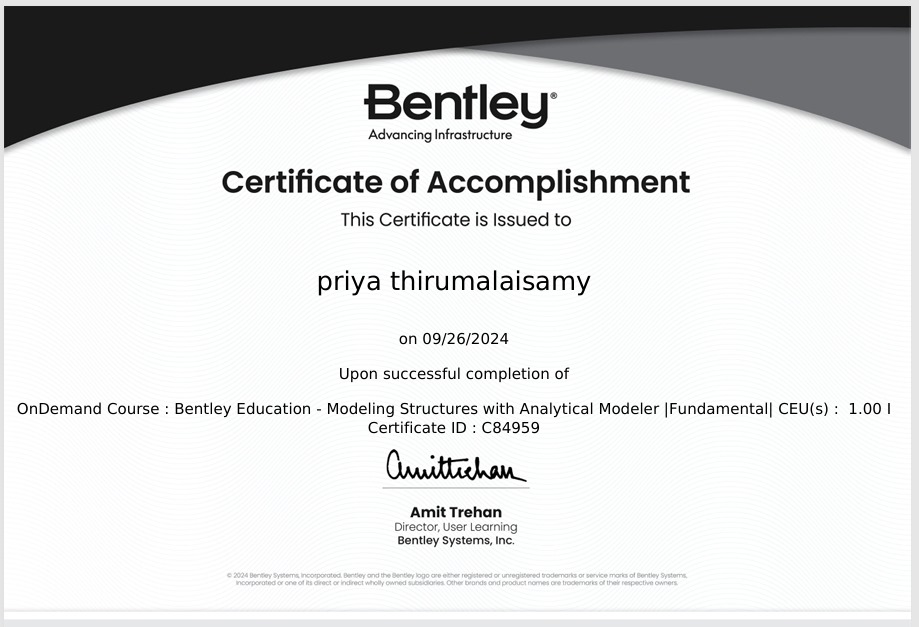 Bentley®
Advancing Infrastructure
Certificate of Accomplishment
This Certificate is Issued to
priya thirumalaisamy
on 09/26/2024
Upon successful completion of
OnDemand Course : Bentley Education - Modeling Structures with Analytical Modeler |Fundamental| CEU(s) :  1.00 I
Certificate ID : C84959
AmitTrehan
Amit Trehan
Director, User Learning
Bentley Systems, Inc.
© 2024 Bentley Systems, Incorporated. Bentley and the Bentley logo are either registered or unregistered trademarks or service marks of Bentley Systems,
Incorporated or one of its direct or indirect wholly owned subsidiaries. Other brands and product names are trademarks of their respective owners.